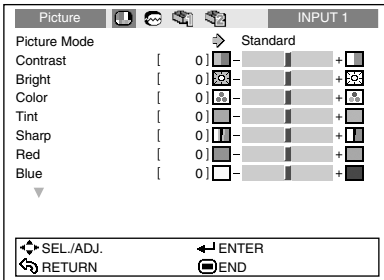 Picture INPUT 1
Picture Mode Standard
Contrast [ 0 ] − +
Bright [ 0 ] − +
Color [ 0 ] − +
Tint [ 0 ] − +
Sharp [ 0 ] − +
Red [ 0 ] − +
Blue [ 0 ] − +
SEL./ADJ. ENTER
RETURN END